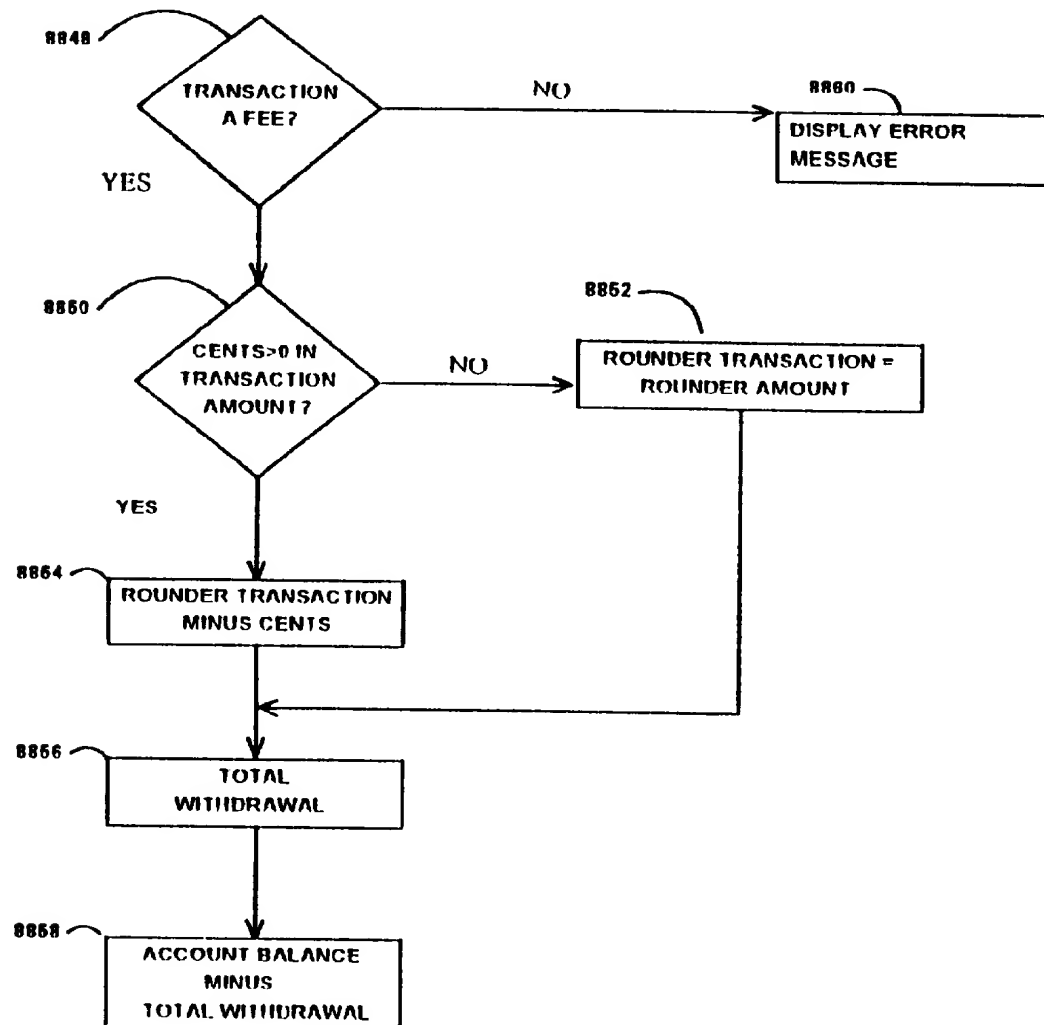 8848
TRANSACTION
A FEE?
NO
8860
DISPLAY ERROR
MESSAGE
YES
8850
CENTS>0 IN
TRANSACTION
AMOUNT?
NO
8852
ROUNDER TRANSACTION =
ROUNDER AMOUNT
YES
8854
ROUNDER TRANSACTION
MINUS CENTS
8856
TOTAL
WITHDRAWAL
8858
ACCOUNT BALANCE
MINUS
TOTAL WITHDRAWAL